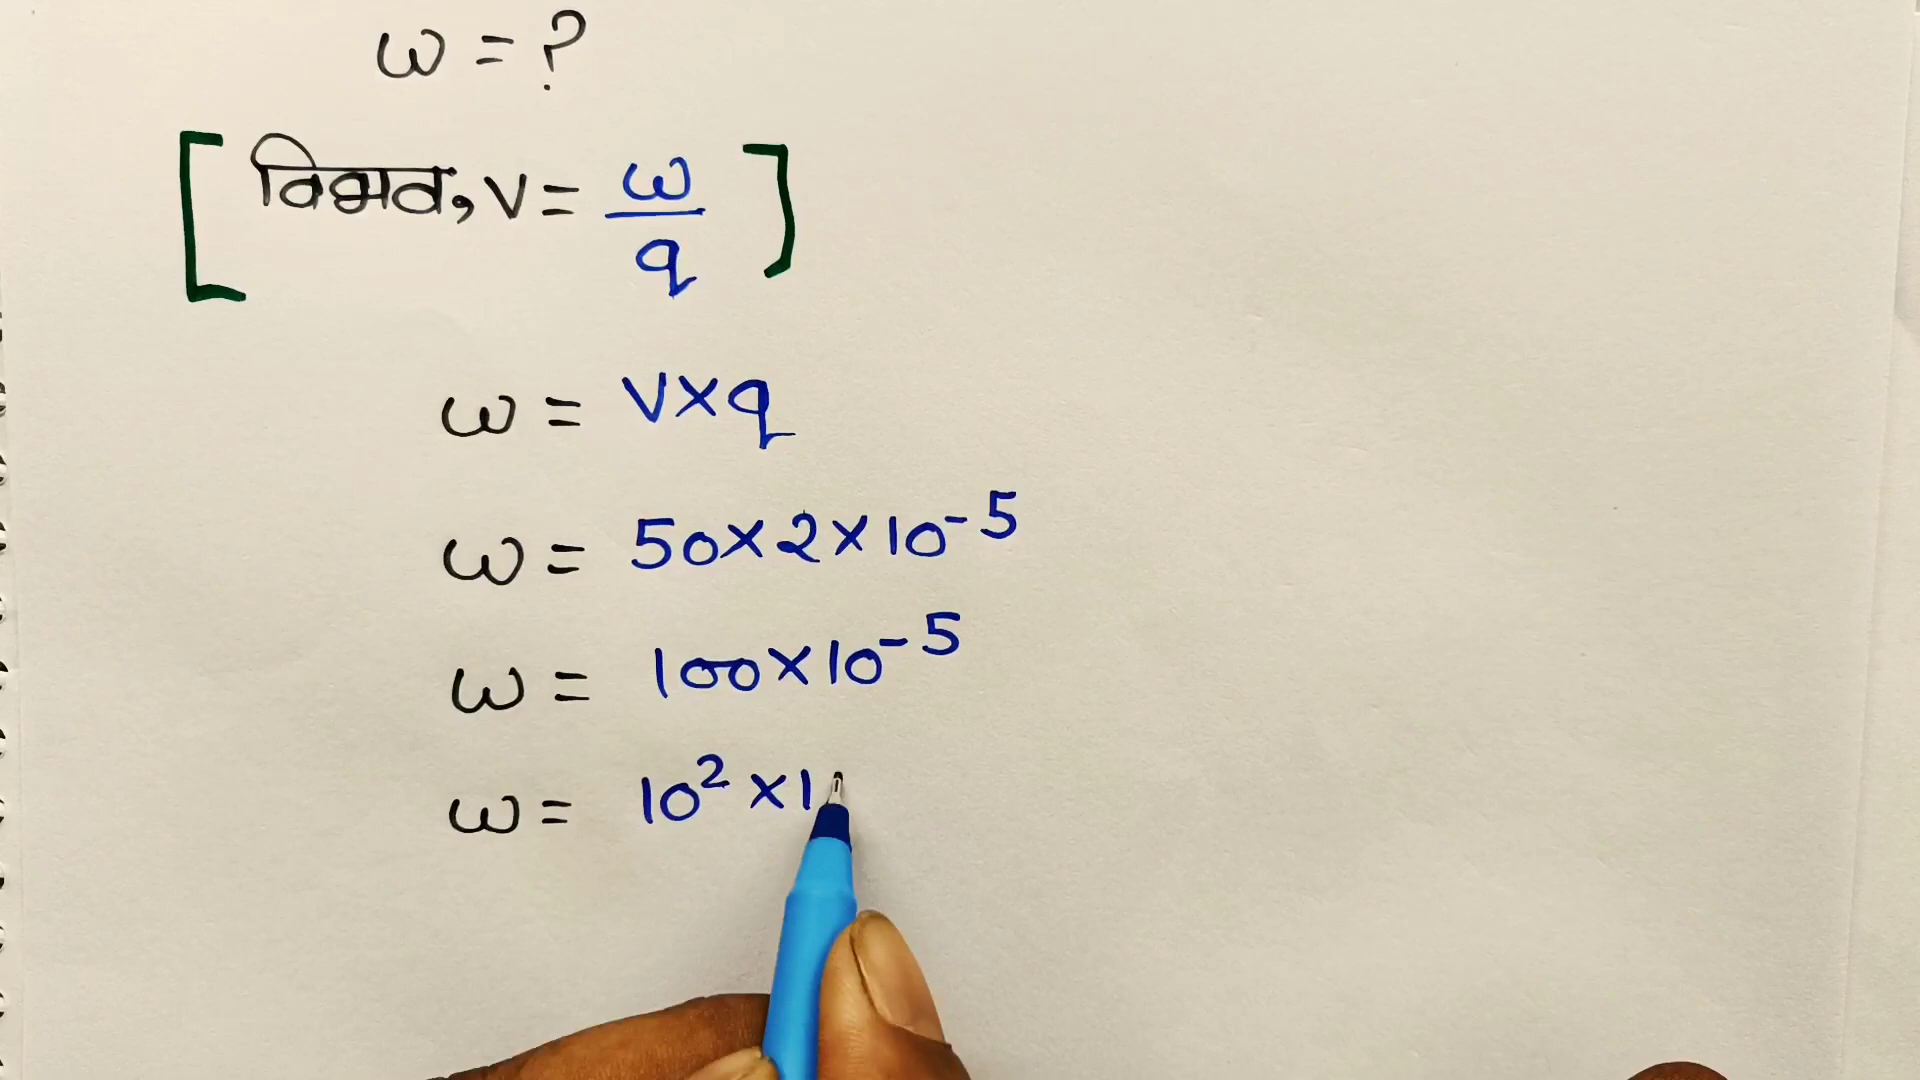 ω = ?
[ विभव, V = ω/q ]
ω = V×q
ω = 50×2×10⁻⁵
ω = 100×10⁻⁵
ω = 10² ×1